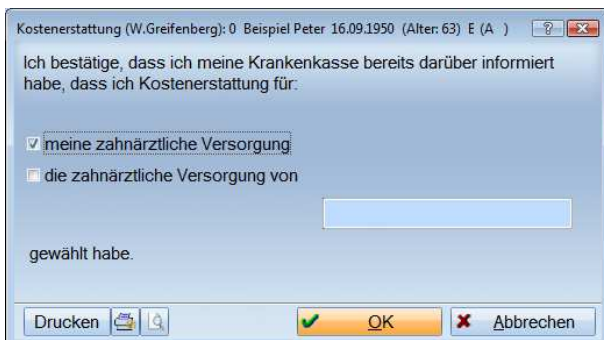 Kostenerstattung (W.Greifenberg): 0 Beispiel Peter 16.09.1950 (Alter: 63) E (A )
Ich bestätige, dass ich meine Krankenkasse bereits darüber informiert
habe, dass ich Kostenerstattung für:
meine zahnärztliche Versorgung
die zahnärztliche Versorgung von
gewählt habe.
Drucken OK Abbrechen